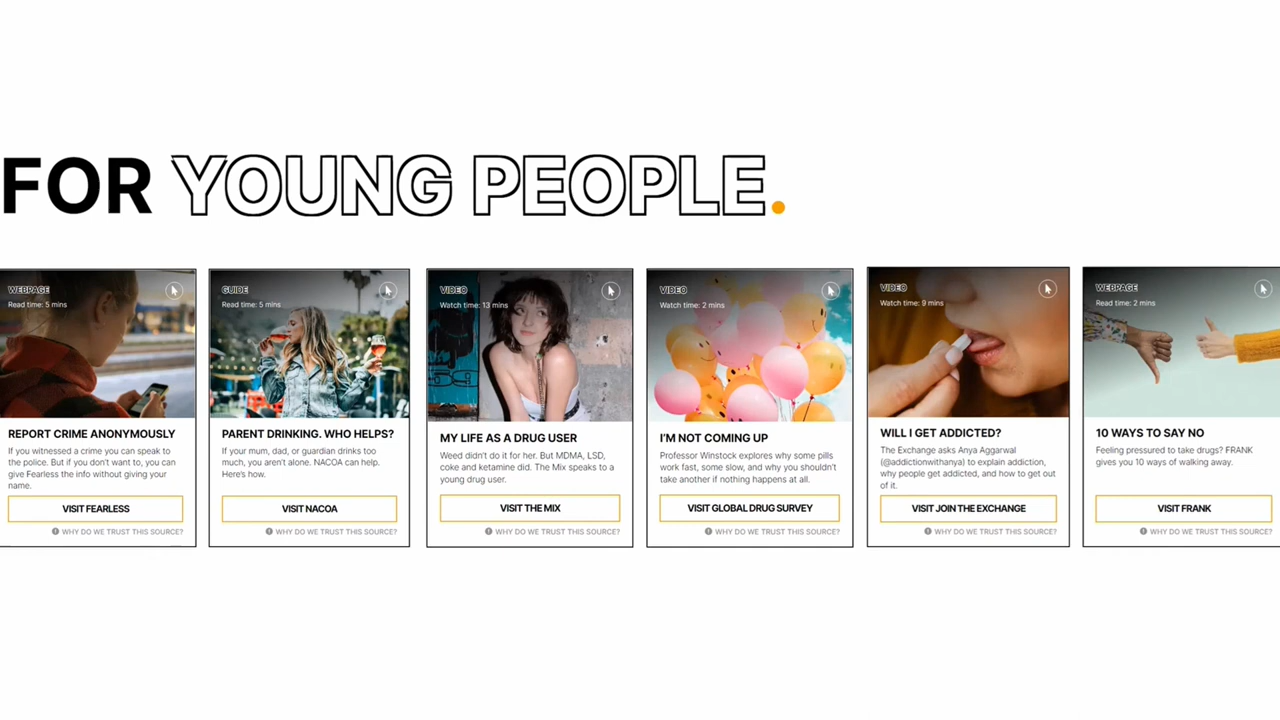 FOR YOUNG PEOPLE.
WEBPAGE
Read time: 5 mins
REPORT CRIME ANONYMOUSLY
If you witnessed a crime you can speak to
the police. But if you don't want to, you can
give Fearless the info without giving your
name.
VISIT FEARLESS
WHY DO WE TRUST THIS SOURCE?
GUIDE
Read time: 5 mins
PARENT DRINKING. WHO HELPS?
If your mum, dad, or guardian drinks too
much, you aren't alone. NACOA can help.
Here's how.
VISIT NACOA
WHY DO WE TRUST THIS SOURCE?
VIDEO
Watch time: 13 mins
MY LIFE AS A DRUG USER
Weed didn't do it for her. But MDMA, LSD,
coke and ketamine did. The Mix speaks to a
young drug user.
VISIT THE MIX
WHY DO WE TRUST THIS SOURCE?
VIDEO
Watch time: 2 mins
I'M NOT COMING UP
Professor Winstock explores why some pills
work fast, some slow, and why you shouldn't
take another if nothing happens at all.
VISIT GLOBAL DRUG SURVEY
WHY DO WE TRUST THIS SOURCE?
VIDEO
Watch time: 9 mins
WILL I GET ADDICTED?
The Exchange asks Anya Aggarwal
(@addictionwithanya) to explain addiction,
why people get addicted, and how to get out
of it.
VISIT JOIN THE EXCHANGE
WHY DO WE TRUST THIS SOURCE?
WEBPAGE
Read time: 2 mins
10 WAYS TO SAY NO
Feeling pressured to take drugs? FRANK
gives you 10 ways of walking away.
VISIT FRANK
WHY DO WE TRUST THIS SOURCE?